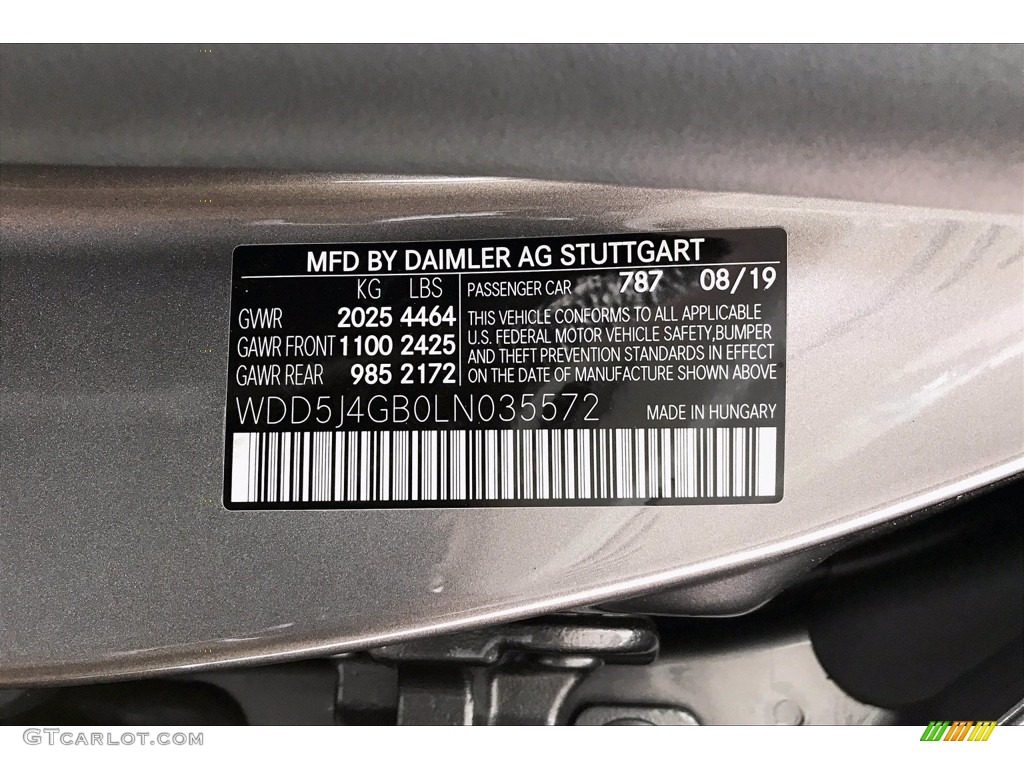 MFD BY DAIMLER AG STUTTGART
KG LBS
GVWR 2025 4464
GAWR FRONT 1100 2425
GAWR REAR 985 2172
PASSENGER CAR 787 08/19
THIS VEHICLE CONFORMS TO ALL APPLICABLE
U.S. FEDERAL MOTOR VEHICLE SAFETY,BUMPER
AND THEFT PREVENTION STANDARDS IN EFFECT
ON THE DATE OF MANUFACTURE SHOWN ABOVE
WDD5J4GB0LN035572 MADE IN HUNGARY
GTCARLOT.COM